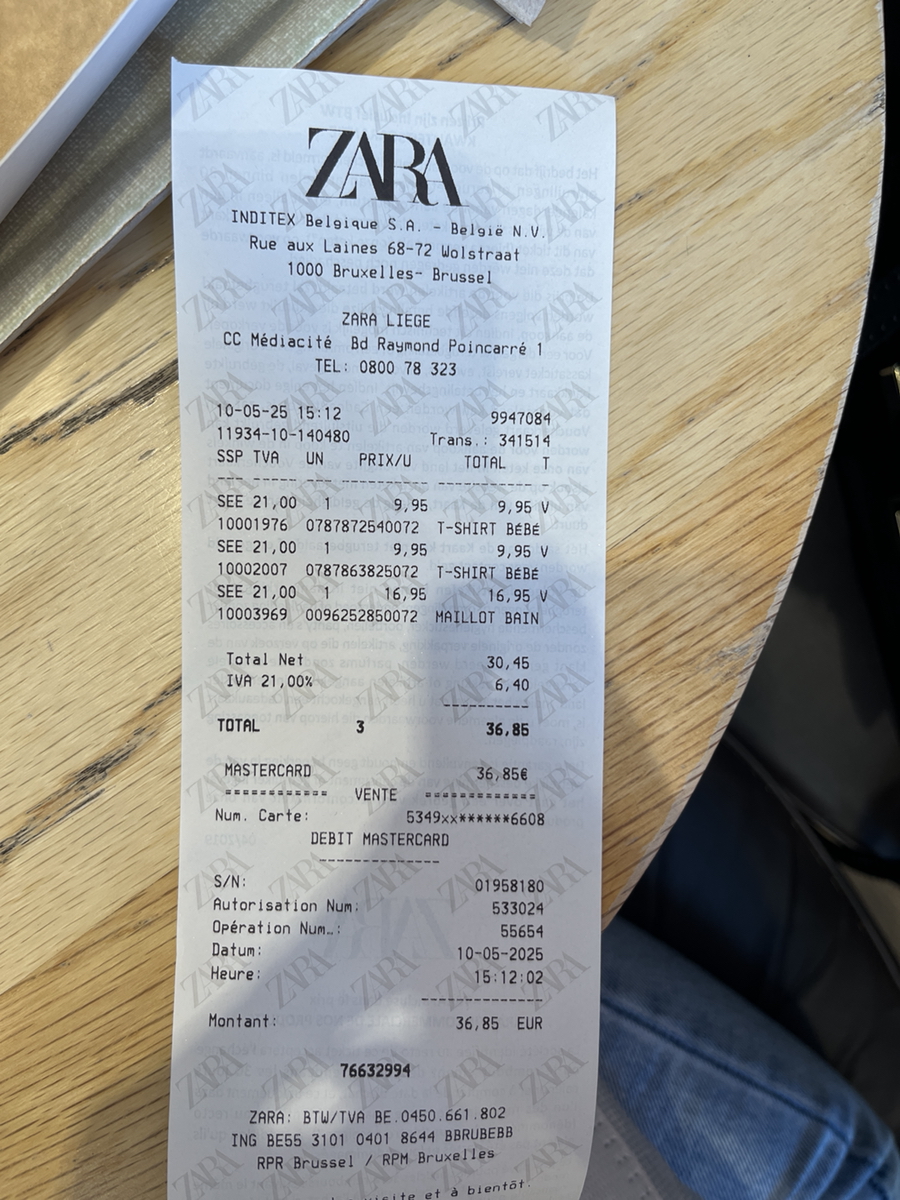 ZARA
INDITEX Belgique S.A. - België N.V.
Rue aux Laines 68-72 Wolstraat
1000 Bruxelles- Brussel
ZARA LIEGE
CC Médiacité Bd Raymond Poincarré 1
TEL: 0800 78 323
10-05-25 15:12 9947084
11934-10-140480 Trans.: 341514
SSP TVA UN PRIX/U TOTAL T
SEE 21,00 1 9,95 9,95 V
10001976 0787872540072 T-SHIRT BÉBÉ
SEE 21,00 1 9,95 9,95 V
10002007 0787863825072 T-SHIRT BÉBÉ
SEE 21,00 1 16,95 16,95 V
10003969 0096252850072 MAILLOT BAIN
Total Net 30,45
IVA 21,00% 6,40
TOTAL 3 36,85
MASTERCARD 36,85€
============ VENTE ============
Num. Carte: 5349xx******6608
DEBIT MASTERCARD
S/N: 01958180
Autorisation Num: 533024
Opération Num…: 55654
Datum: 10-05-2025
Heure: 15:12:02
Montant: 36,85 EUR
76632994
ZARA: BTW/TVA BE.0450.661.802
ING BE55 3101 0401 8644 BBRUBEBB
RPR Brussel / RPM Bruxelles
visite et à bientôt.